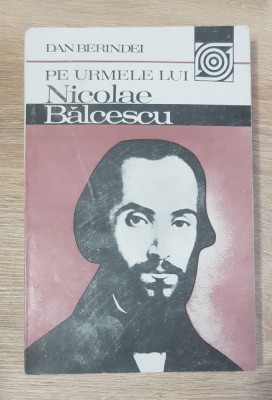 DAN BERINDEI
PE URMELE LUI
Nicolae
Bălcescu